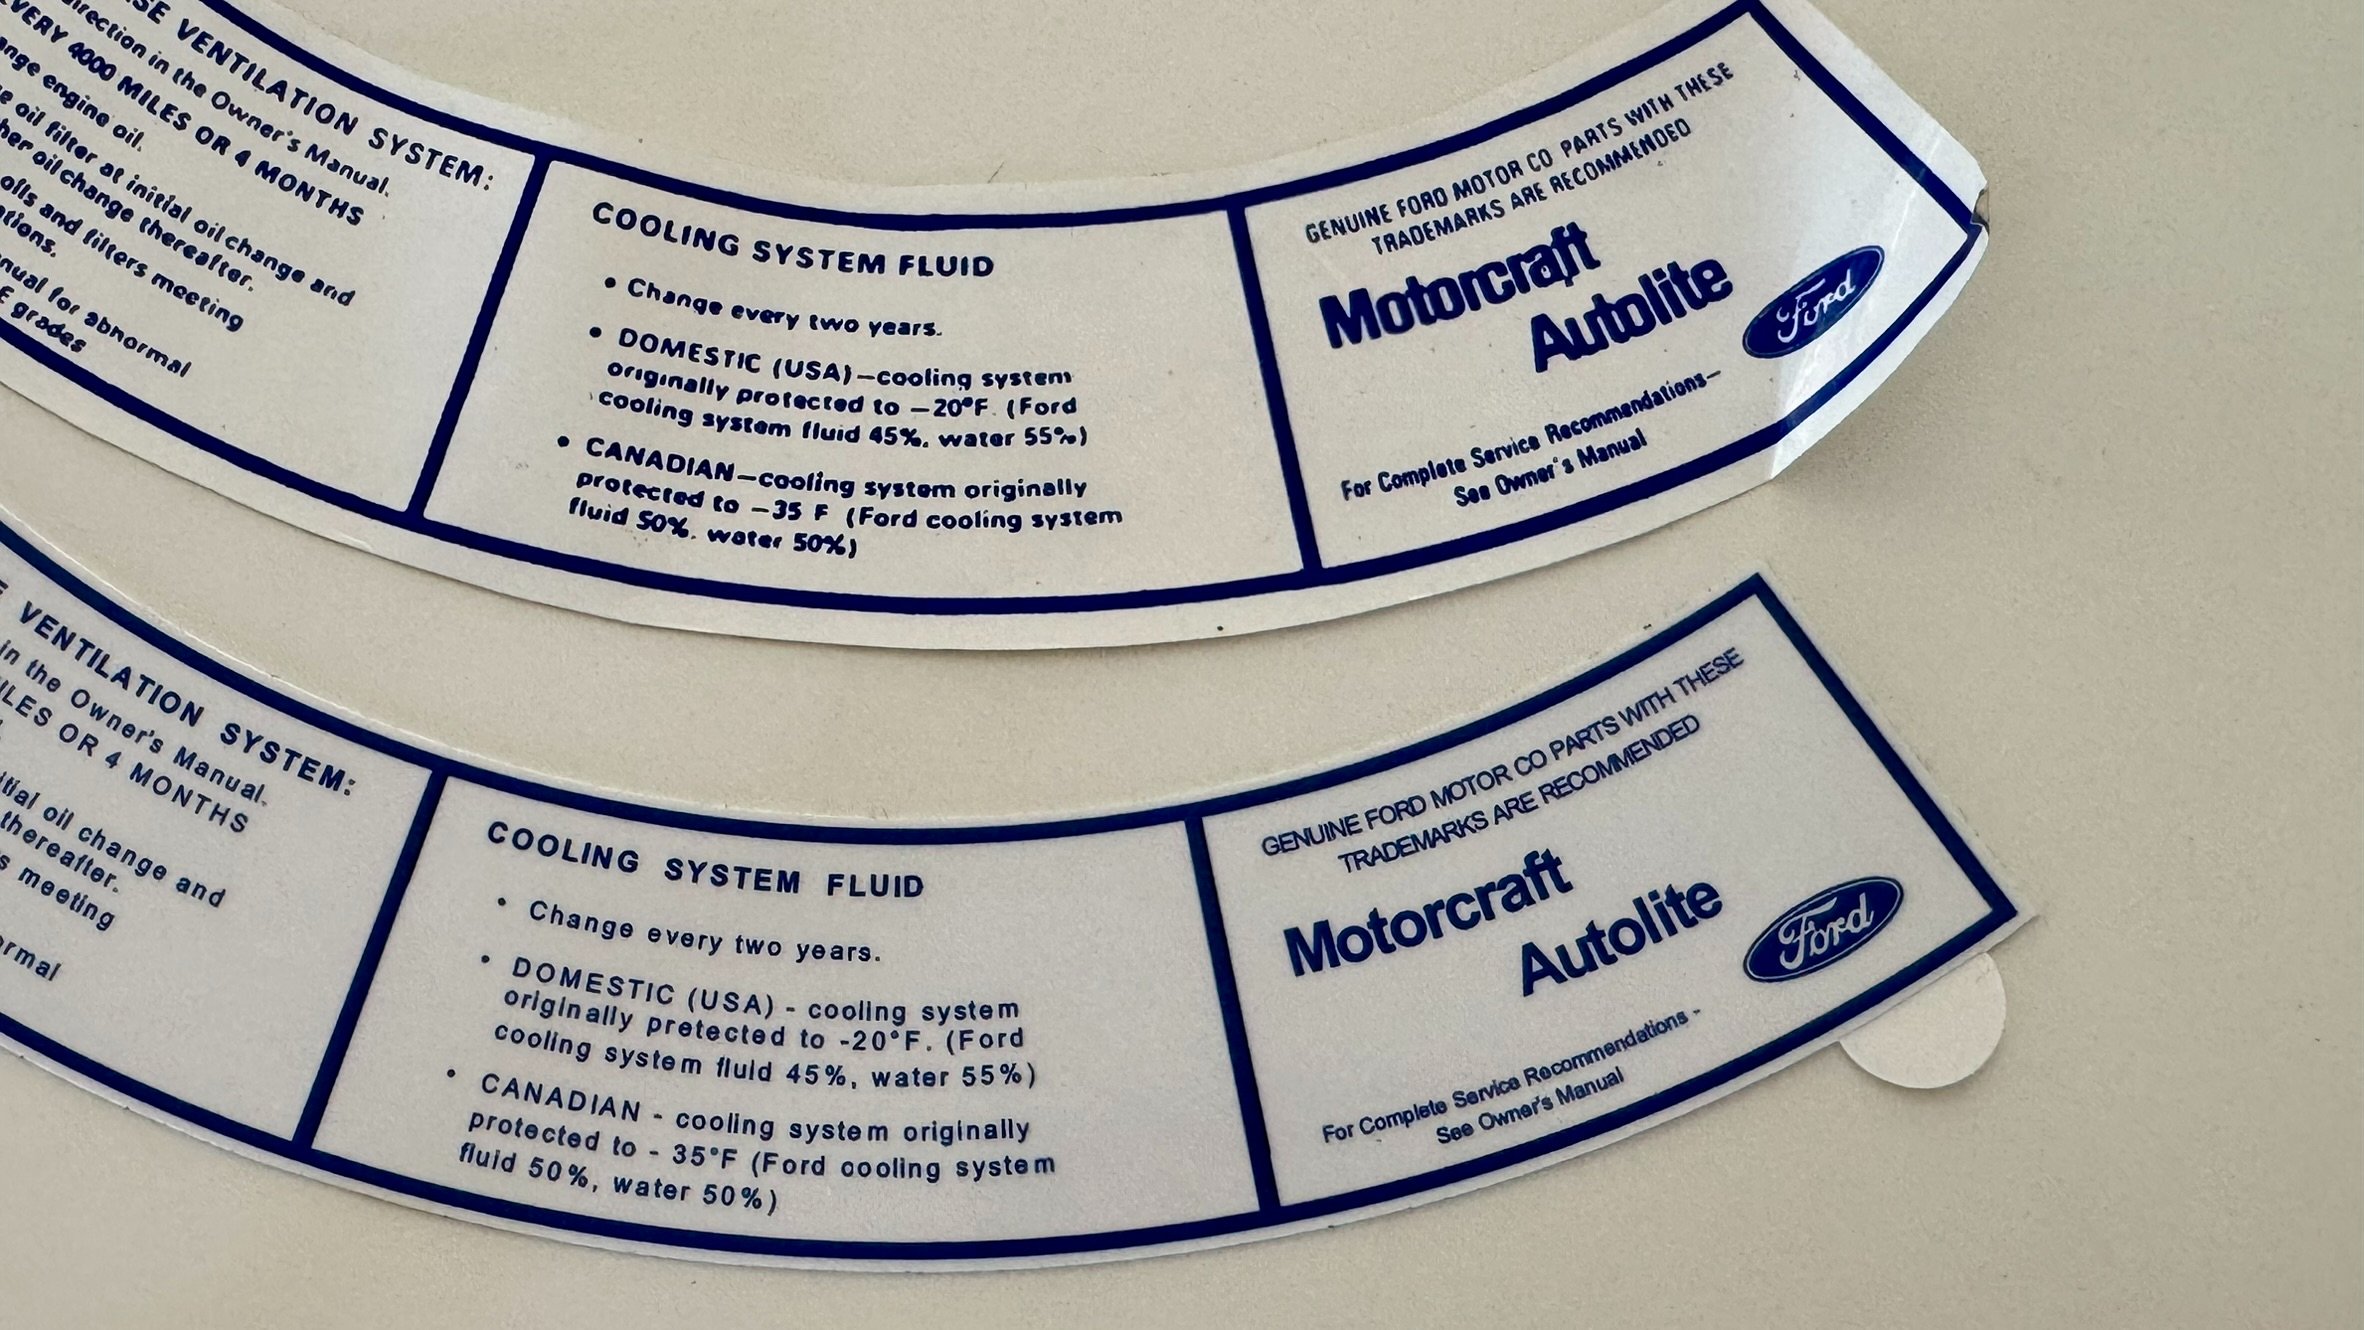 SE VENTILATION SYSTEM:
direction in the Owner's Manual.
EVERY 4000 MILES OR 4 MONTHS
engine oil.
oil filter at initial oil change and
oil change thereafter.
oils and filters meeting
for abnormal
grades
COOLING SYSTEM FLUID
• Change every two years.
• DOMESTIC (USA)—cooling system
originally protected to —20°F. (Ford
cooling system fluid 45%, water 55%)
• CANADIAN—cooling system originally
protected to —35 F (Ford cooling system
fluid 50%. water 50%)
GENUINE FORD MOTOR CO PARTS WITH THESE
TRADEMARKS ARE RECOMMENDED
Motorcraft
Autolite
Ford
For Complete Service Recommendations—
See Owner's Manual
E VENTILATION SYSTEM:
in the Owner's Manual.
OR 4 MONTHS
oil change and
thereafter.
meeting
COOLING SYSTEM FLUID
• Change every two years.
• DOMESTIC (USA) - cooling system
originally pretected to -20°F. (Ford
cooling system fluid 45%, water 55%)
• CANADIAN - cooling system originally
protected to - 35°F (Ford cooling system
fluid 50%, water 50%)
GENUINE FORD MOTOR CO PARTS WITH THESE
TRADEMARKS ARE RECOMMENDED
Motorcraft
Autolite
Ford
For Complete Service Recommendations -
See Owner's Manual